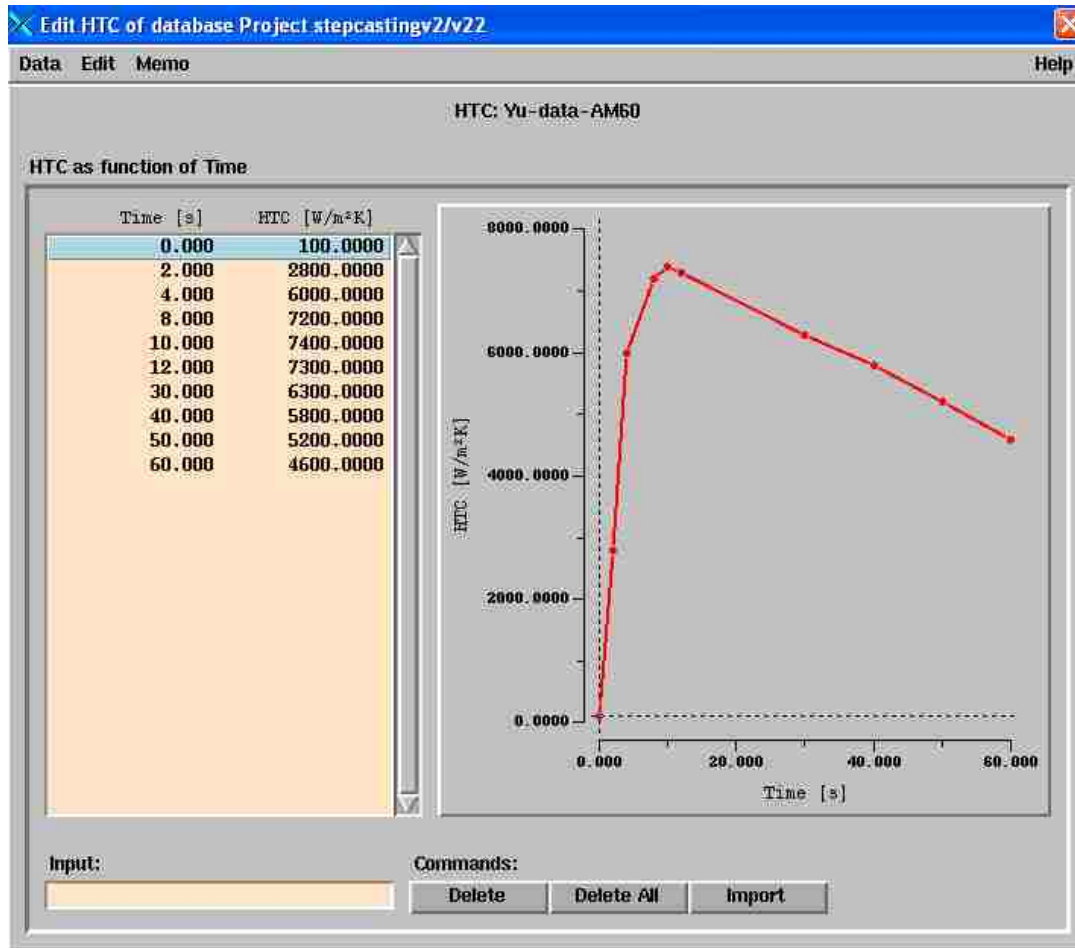 Edit HTC of database Project stepcastingv2/v22
Data Edit Memo Help
HTC: Yu-data-AM60
HTC as function of Time
Time [s] HTC [W/m²K]
0.000 100.0000
2.000 2800.0000
4.000 6000.0000
8.000 7200.0000
10.000 7400.0000
12.000 7300.0000
30.000 6300.0000
40.000 5800.0000
50.000 5200.0000
60.000 4600.0000
8000.0000
6000.0000
4000.0000
2000.0000
0.0000
HTC [W/m²K]
0.000 20.000 40.000 60.000
Time [s]
Input:
Commands:
Delete Delete All Import